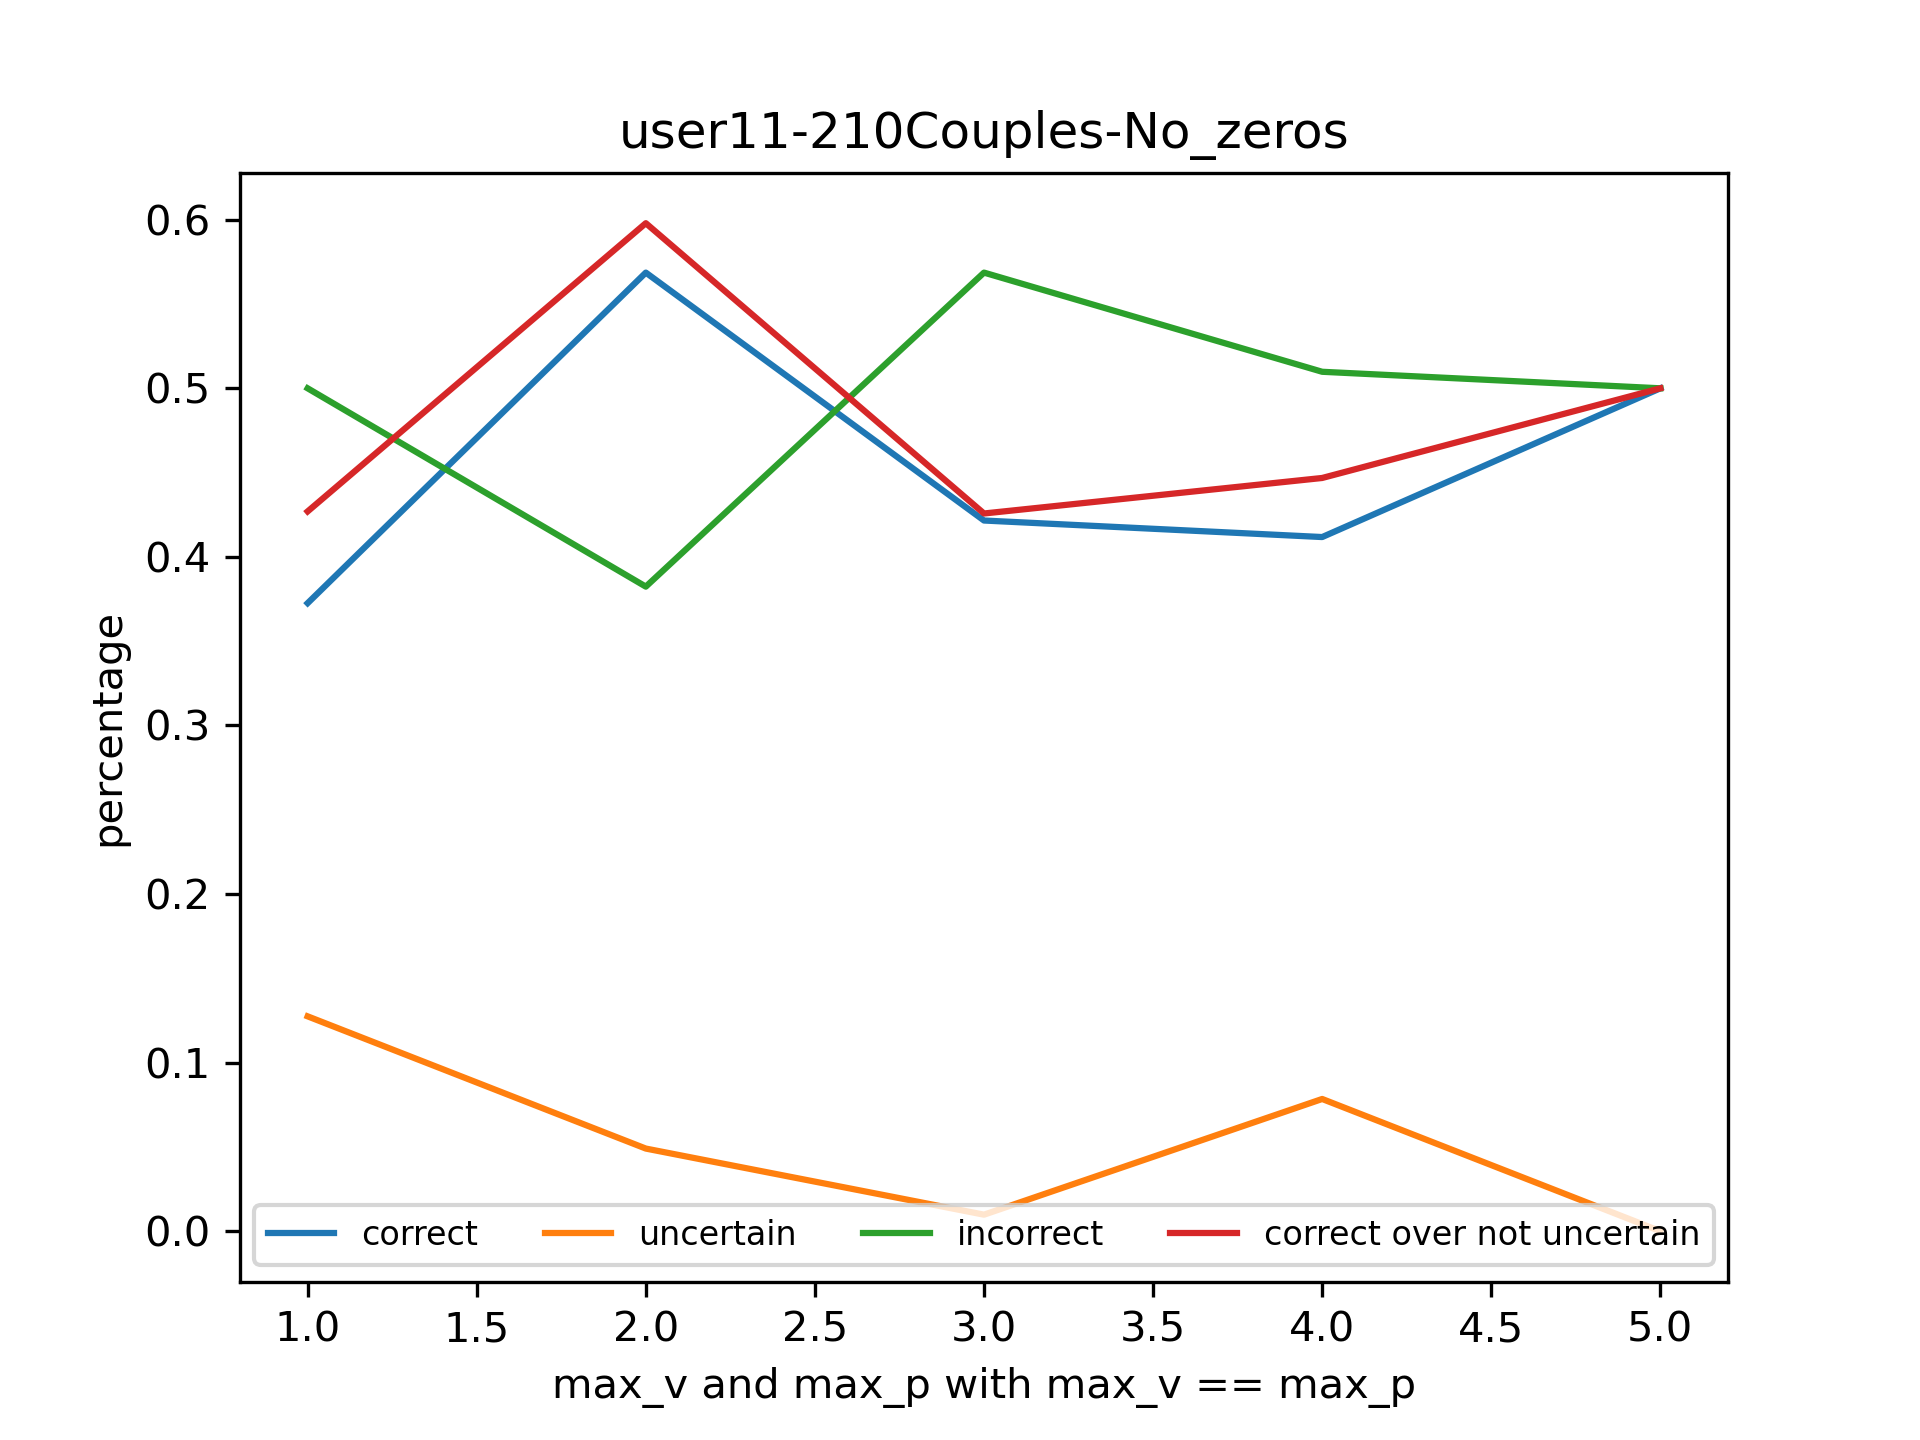 user11-210Couples-No_zeros
0.6
0.5
0.4
0.3
0.2
0.1
0.0
percentage
correct
uncertain
incorrect
correct over not uncertain
1.0 1.5 2.0 2.5 3.0 3.5 4.0 4.5 5.0
max_v and max_p with max_v == max_p